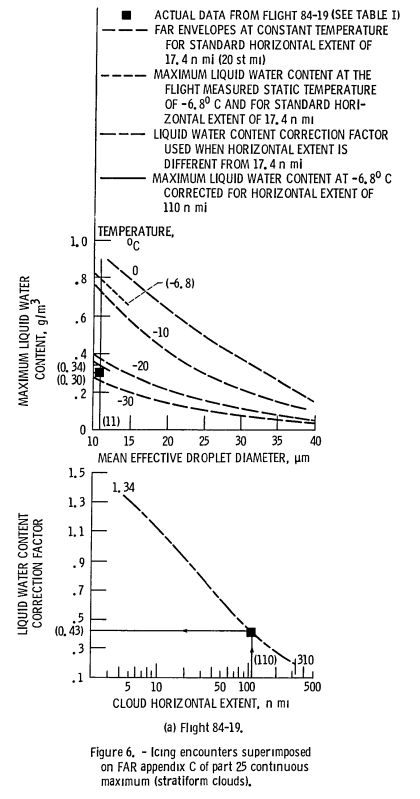 ACTUAL DATA FROM FLIGHT 84-19 (SEE TABLE I)
FAR ENVELOPES AT CONSTANT TEMPERATURE
FOR STANDARD HORIZONTAL EXTENT OF
17.4 n mi (20 st mi)
MAXIMUM LIQUID WATER CONTENT AT THE
FLIGHT MEASURED STATIC TEMPERATURE
OF -6.8⁰ C AND FOR STANDARD HORI-
ZONTAL EXTENT OF 17.4 n mi
LIQUID WATER CONTENT CORRECTION FACTOR
USED WHEN HORIZONTAL EXTENT IS
DIFFERENT FROM 17.4 n mi
MAXIMUM LIQUID WATER CONTENT AT -6.8⁰ C
CORRECTED FOR HORIZONTAL EXTENT OF
110 n mi
TEMPERATURE,
⁰C
1.0
.8
.6
.4
(0.34)
(0.30)
.2
0
0
(-6.8)
-10
-20
-30
(11)
10 15 20 25 30 35 40
MAXIMUM LIQUID WATER
CONTENT, g/m³
MEAN EFFECTIVE DROPLET DIAMETER, μm
1.5
1.3
1.1
.9
.7
.5
(0.43)
.3
.1
1.34
(110)
310
5 10 50 100 500
LIQUID WATER CONTENT
CORRECTION FACTOR
CLOUD HORIZONTAL EXTENT, n mi
(a) Flight 84-19.
Figure 6. - Icing encounters superimposed
on FAR appendix C of part 25 continuous
maximum (stratiform clouds).